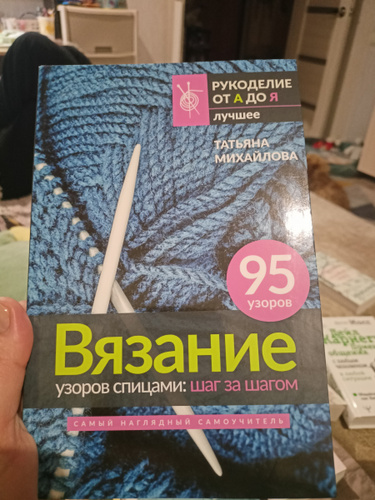 РУКОДЕЛИЕ
ОТ А ДО Я
лучшее
ТАТЬЯНА
МИХАЙЛОВА
95
узоров
Вязание
узоров спицами: шаг за шагом
САМЫЙ НАГЛЯДНЫЙ САМОУЧИТЕЛЬ